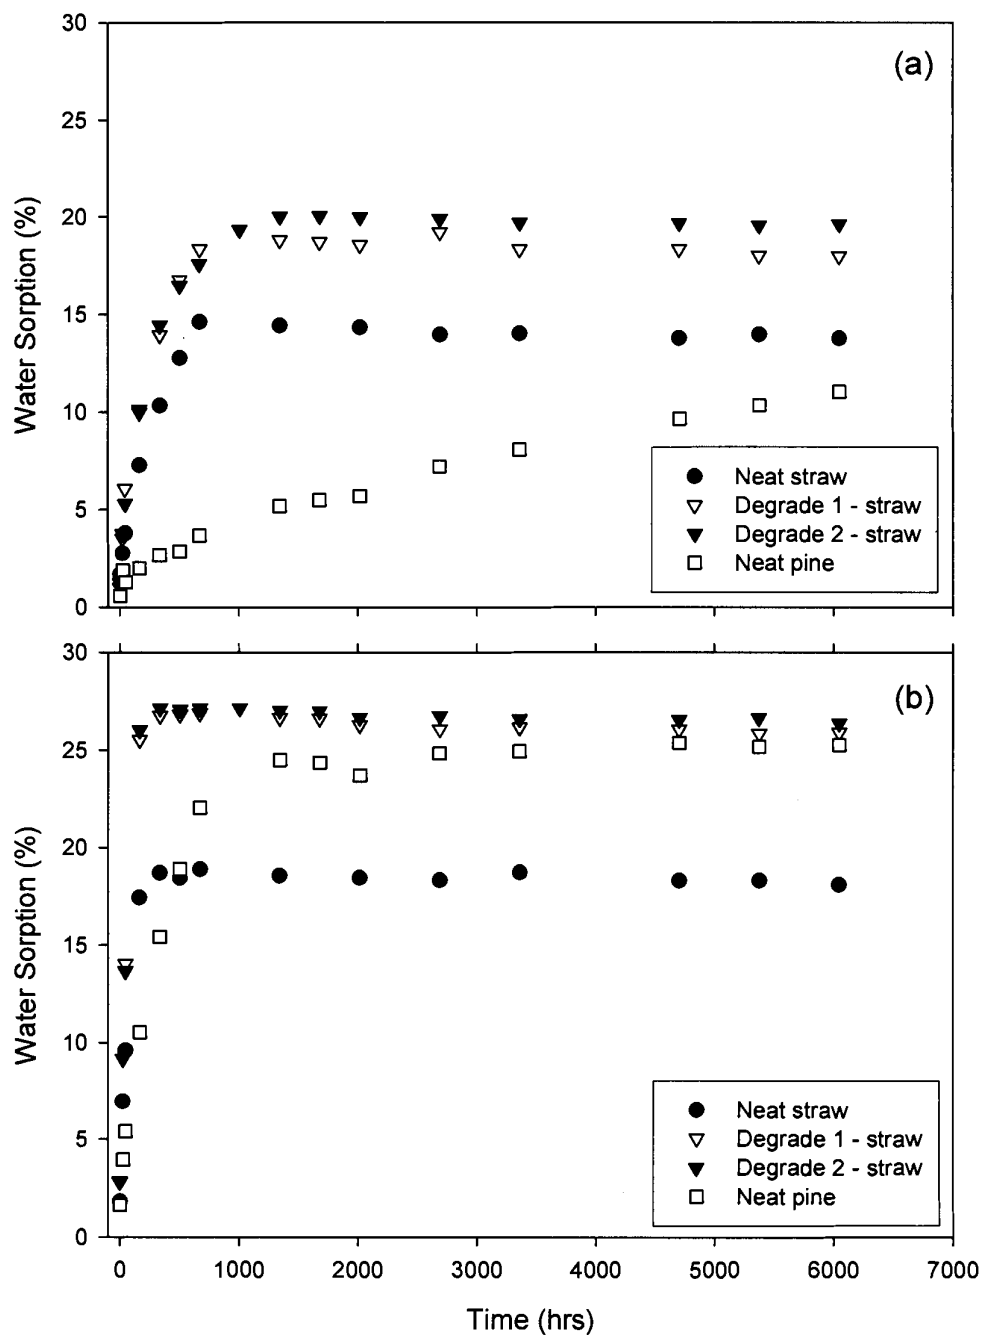 30
(a)
25
20
15
10
5
0
Water Sorption (%)
Neat straw
Degrade 1 - straw
Degrade 2 - straw
Neat pine
30
(b)
25
20
15
10
5
0
Water Sorption (%)
Neat straw
Degrade 1 - straw
Degrade 2 - straw
Neat pine
0 1000 2000 3000 4000 5000 6000 7000
Time (hrs)